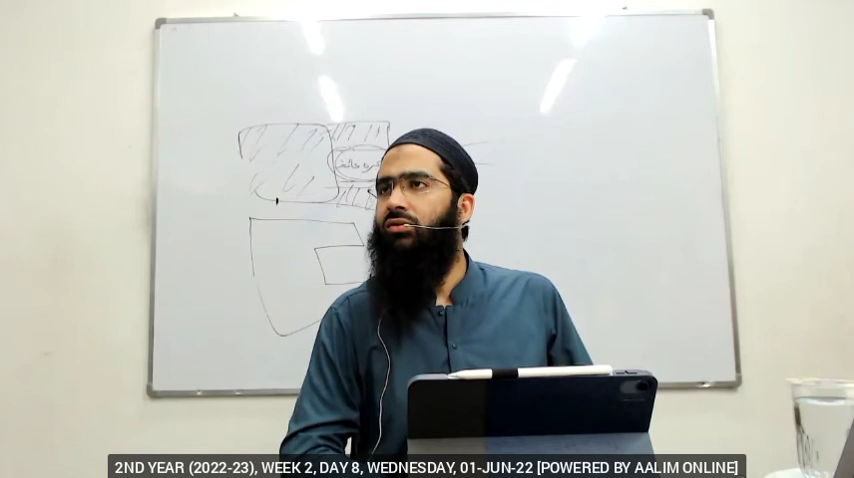 2ND YEAR (2022-23), WEEK 2, DAY 8, WEDNESDAY, 01-JUN-22 [POWERED BY AALIM ONLINE]